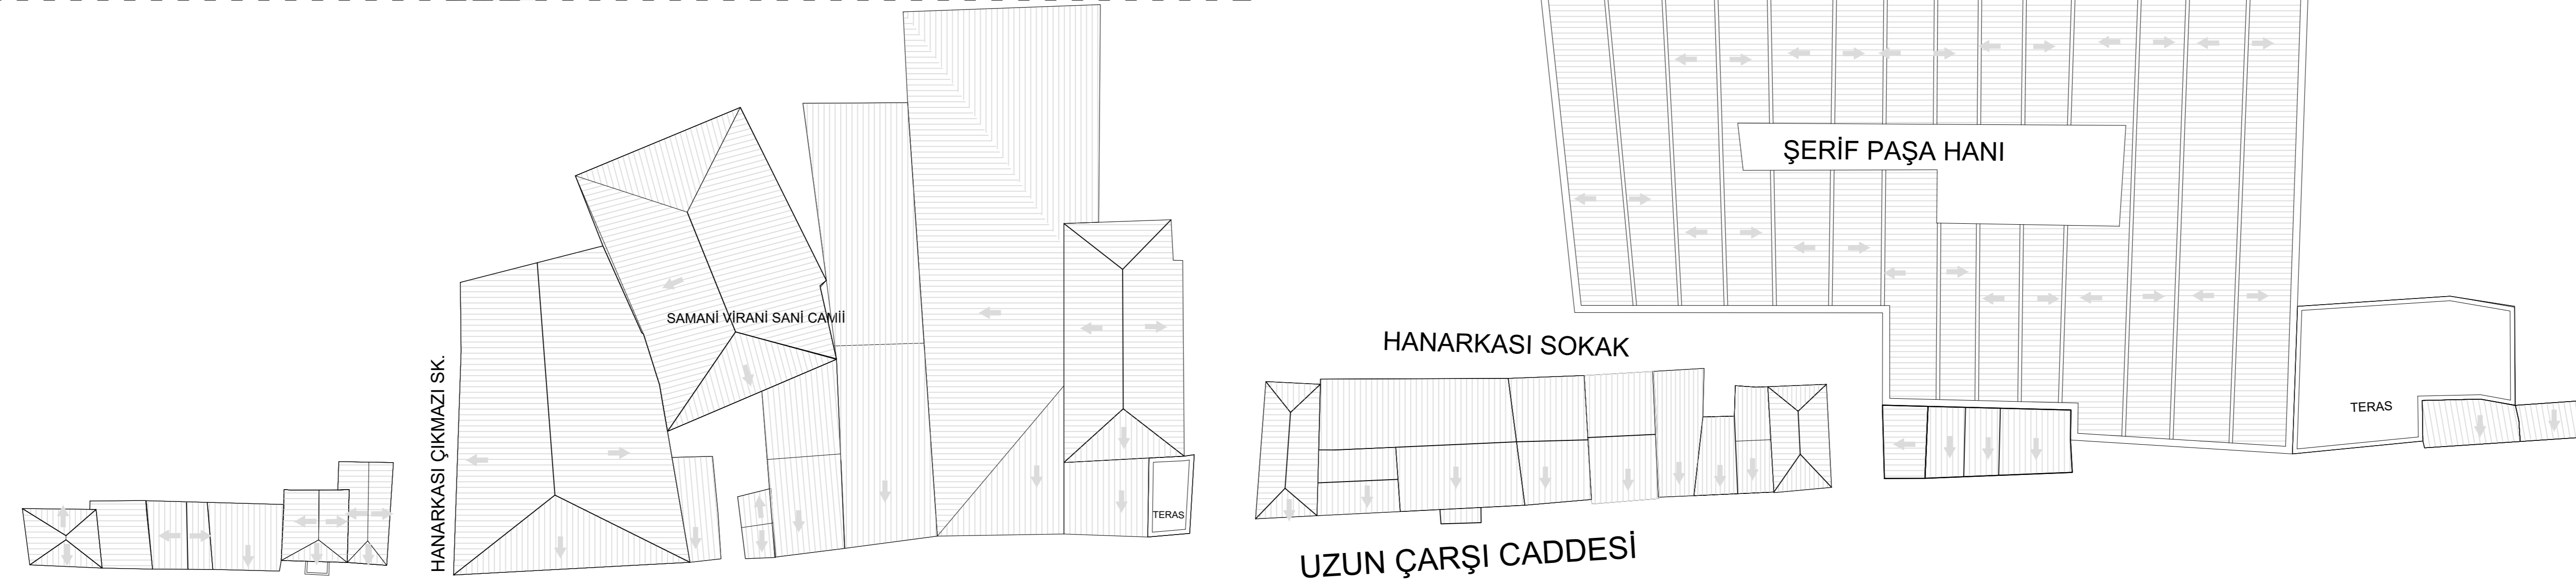 ŞERİF PAŞA HANI
SAMANİ VİRANİ SANİ CAMİİ
HANARKASI SOKAK
HANARKASI ÇIKMAZI SK.
TERAS
TERAS
UZUN ÇARŞI CADDESİ